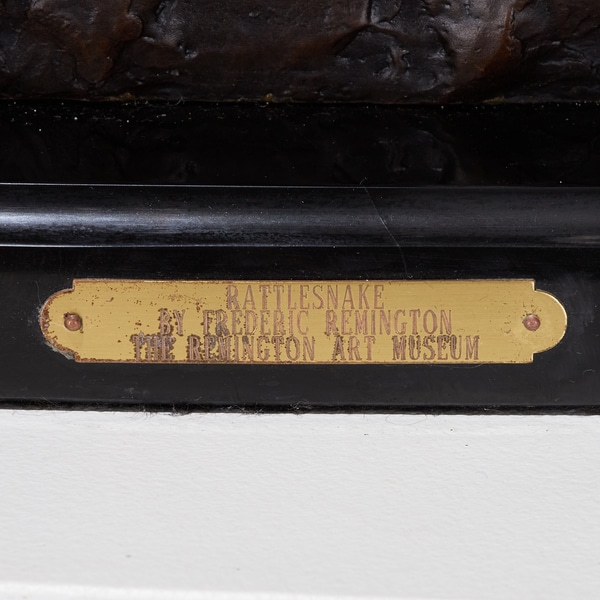 RATTLESNAKE
BY FREDERIC REMINGTON
THE REMINGTON ART MUSEUM